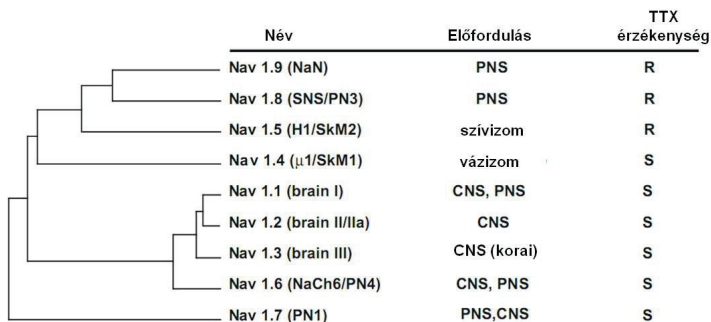 TTX
Név Előfordulás érzékenység
Nav 1.9 (NaN) PNS R
Nav 1.8 (SNS/PN3) PNS R
Nav 1.5 (H1/SkM2) szívizom R
Nav 1.4 (µ1/SkM1) vázizom S
Nav 1.1 (brain I) CNS, PNS S
Nav 1.2 (brain II/IIa) CNS S
Nav 1.3 (brain III) CNS (korai) S
Nav 1.6 (NaCh6/PN4) CNS, PNS S
Nav 1.7 (PN1) PNS,CNS S